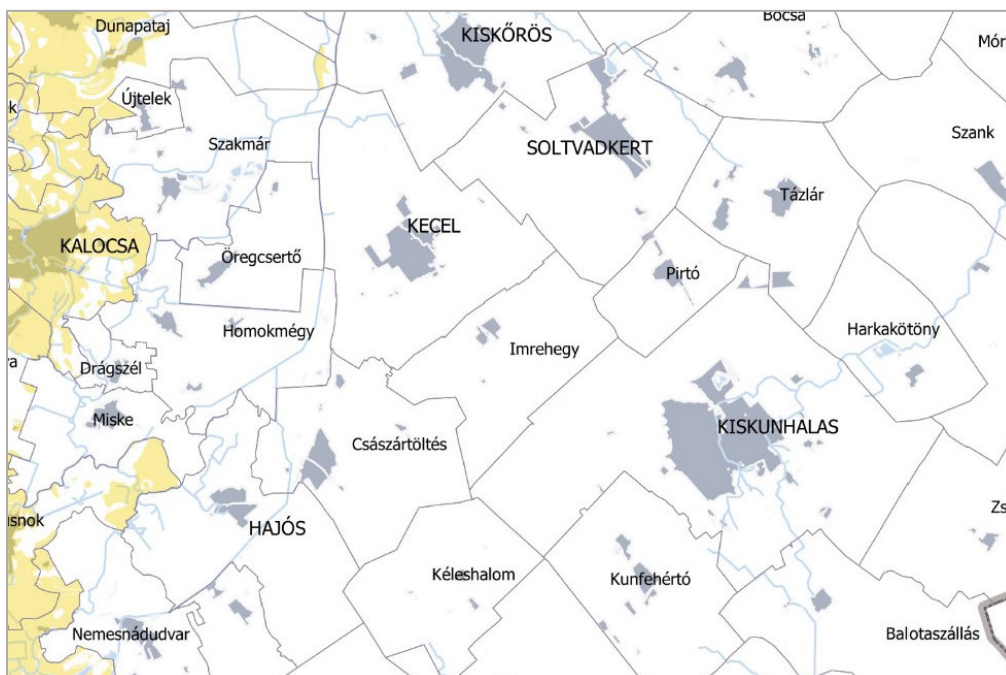 Dunapataj
KISKŐRÖS
Bócsa
Mór
Újtelek
Szakmár
SOLTVADKERT
Szank
Tázlár
KALOCSA
KECEL
Öregcsertő
Pirtó
Homokmégy
Imrehegy
Harkakötöny
Drágszél
Miske
Császártöltés
KISKUNHALAS
usnok
HAJÓS
Zs
Kéleshalom
Kunfehértó
Nemesnádudvar
Balotaszállás